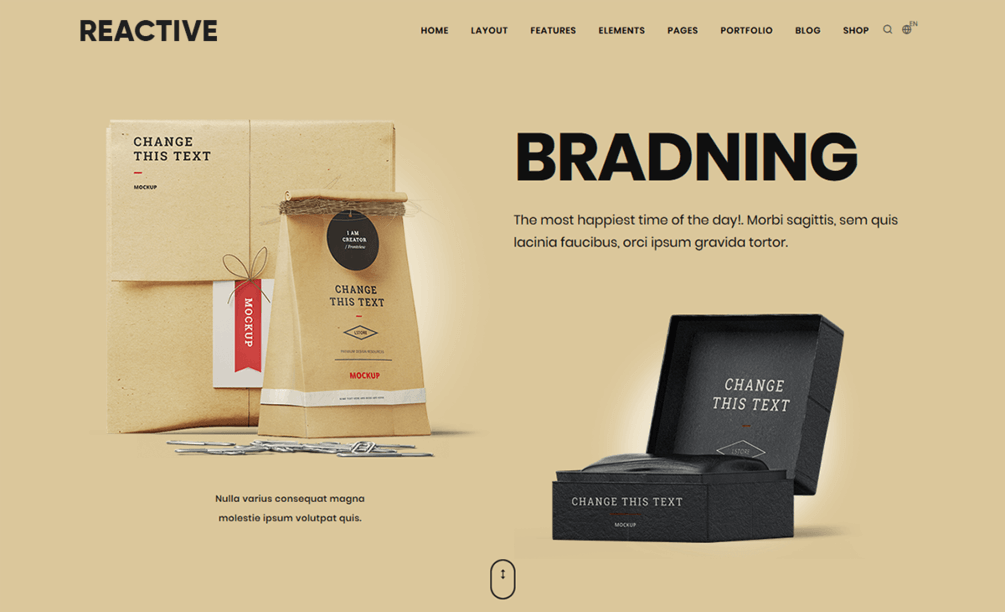 REACTIVE
HOME LAYOUT FEATURES ELEMENTS PAGES PORTFOLIO BLOG SHOP EN
CHANGE
THIS TEXT
MOCKUP
I AM
CREATOR
CHANGE
THIS TEXT
LSTORE
MOCKUP
MOCKUP
BRADNING
The most happiest time of the day!. Morbi sagittis, sem quis
lacinia faucibus, orci ipsum gravida tortor.
CHANGE
THIS TEXT
LSTORE
CHANGE THIS TEXT
MOCKUP
Nulla varius consequat magna
molestie ipsum volutpat quis.